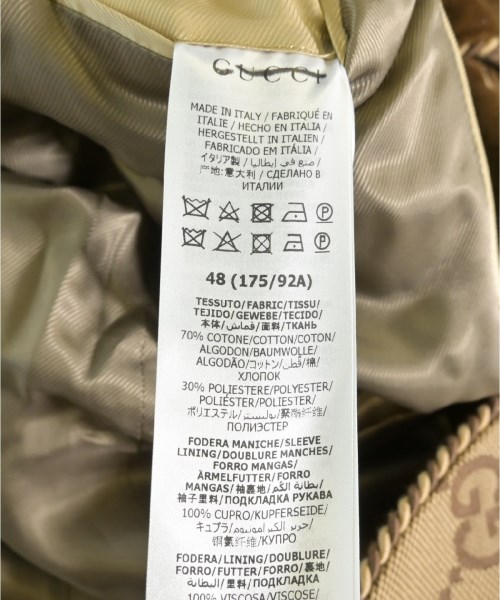 GUCCI
MADE IN ITALY / FABRIQUÉ EN
ITALIE / HECHO EN ITALIA /
HERGESTELLT IN ITALIEN /
FABRICADO EM ITÁLIA /
イタリア製 / صنع في إيطاليا /
产地:意大利 / СДЕЛАНО В
ИТАЛИИ
P
P
48 (175/92A)
TESSUTO/FABRIC/TISSU/
TEJIDO/GEWEBE/TECIDO/
本体/قماش/面料/ТКАНЬ
70% COTONE/COTTON/COTON/
ALGODON/BAUMWOLLE/
ALGODÃO/コットン/قطن/棉/
ХЛОПОК
30% POLIESTERE/POLYESTER/
POLIÉSTER/POLIESTER/
ポリエステル/بوليستر/聚酯纤维/
ПОЛИЭСТЕР
FODERA MANICHE/SLEEVE
LINING/DOUBLURE MANCHES/
FORRO MANGAS/
ÄRMELFUTTER/FORRO
MANGAS/袖裏地/بطانة الكم/
袖子里料/ПОДКЛАДКА РУКАВА
100% CUPRO/KUPFERSEIDE/
キュプラ/حرير الكوبرامونيوم/
铜氨纤维/КУПРО
FODERA/LINING/DOUBLURE/
FORRO/FUTTER/FORRO/裏地/
البطانة/里料/ПОДКЛАДКА
100% VISCOSA/VISCOSE/